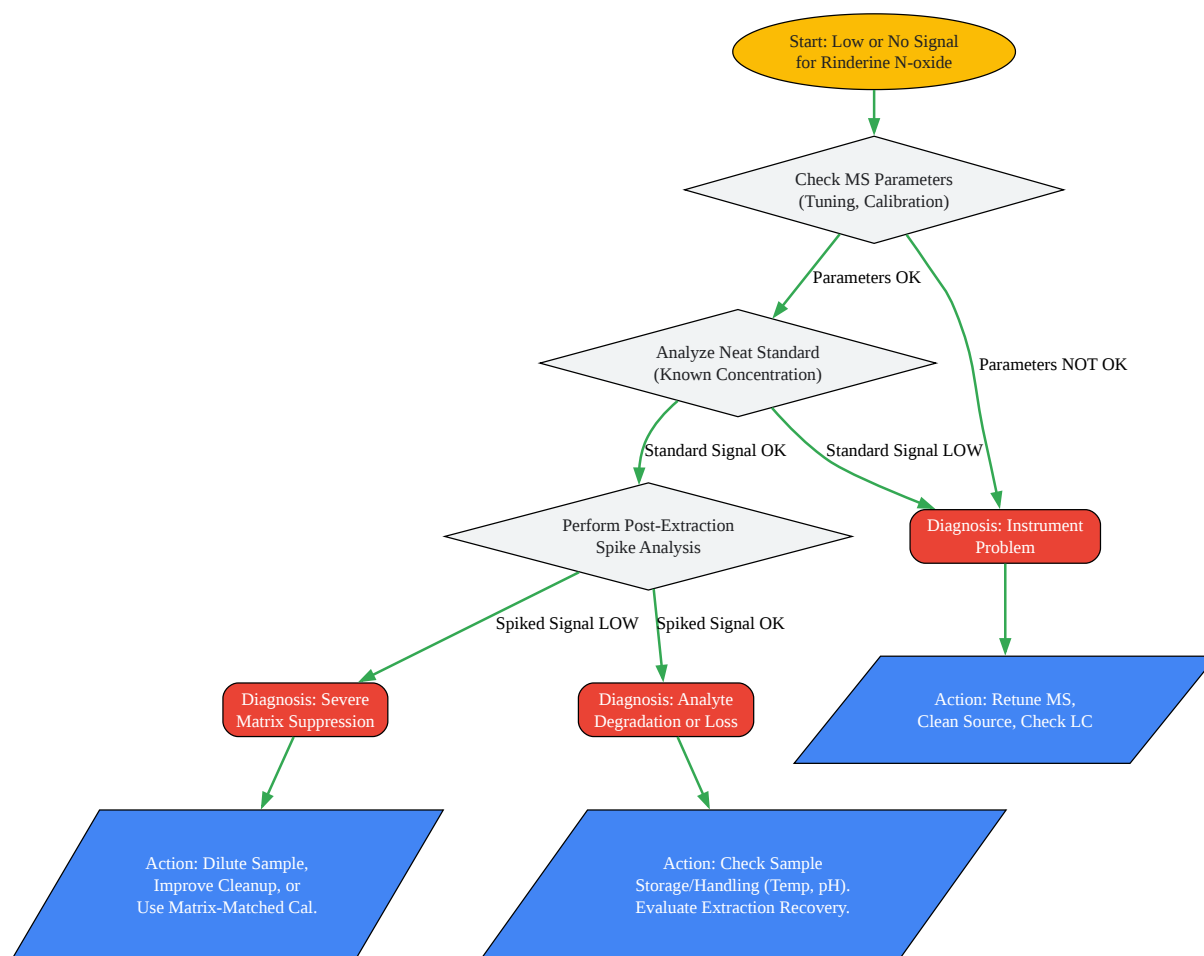 Start: Low or No Signal
for Rinderine N-oxide
Check MS Parameters
(Tuning, Calibration)
Parameters OK
Parameters NOT OK
Analyze Neat Standard
(Known Concentration)
Standard Signal OK
Standard Signal LOW
Perform Post-Extraction
Spike Analysis
Diagnosis: Instrument
Problem
Spiked Signal LOW
Spiked Signal OK
Diagnosis: Severe
Matrix Suppression
Diagnosis: Analyte
Degradation or Loss
Action: Retune MS,
Clean Source, Check LC
Action: Dilute Sample,
Improve Cleanup, or
Use Matrix-Matched Cal.
Action: Check Sample
Storage/Handling (Temp, pH).
Evaluate Extraction Recovery.